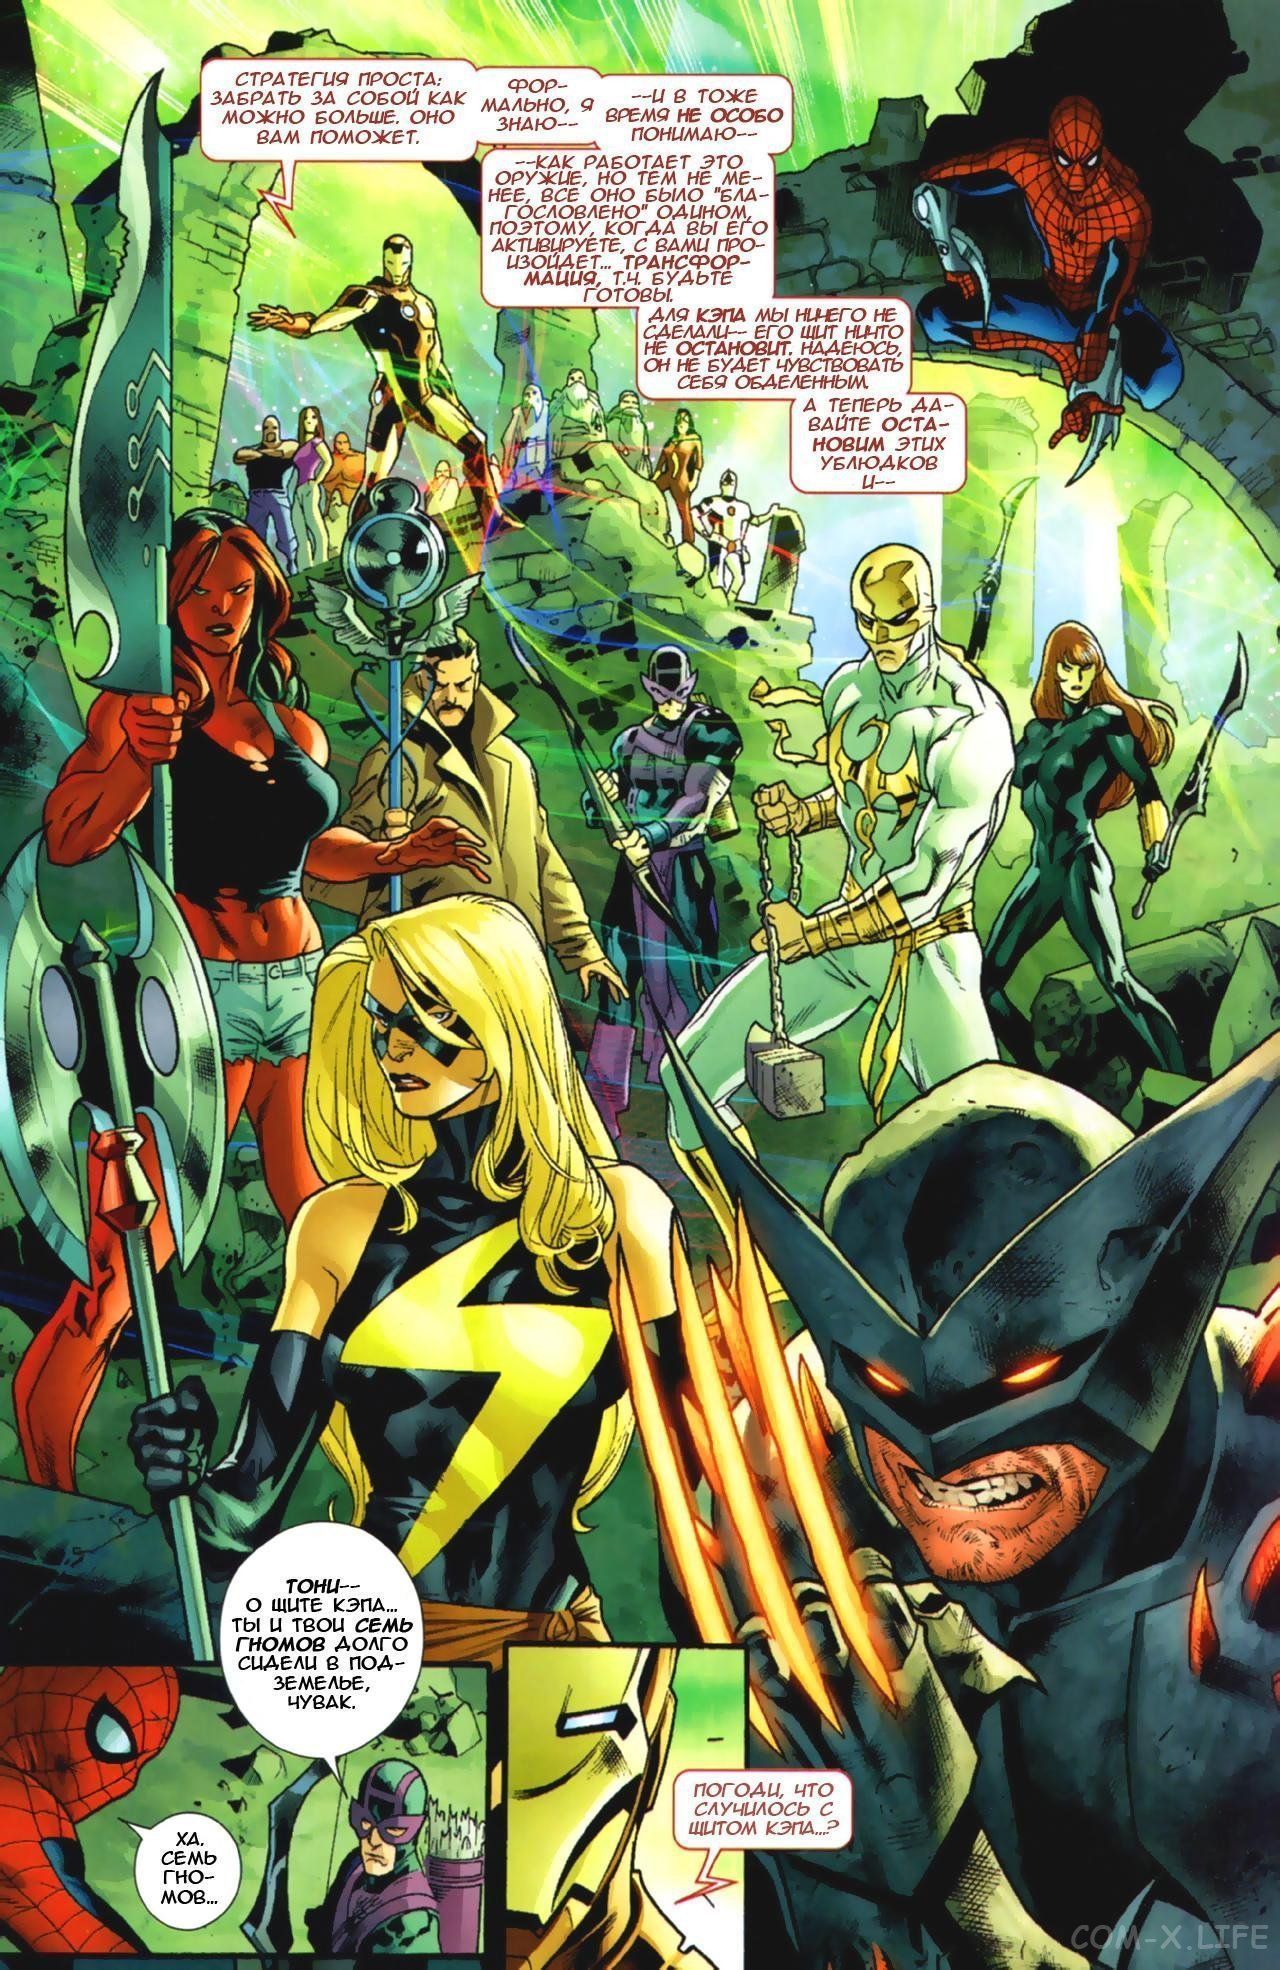 СТРАТЕГИЯ ПРОСТА:
ЗАБРАТЬ ЗА СОБОЙ КАК
МОЖНО БОЛЬШЕ. ОНО
ВАМ ПОМОЖЕТ.
ФОР-
МАЛЬНО, Я
ЗНАЮ--
--И В ТОЖЕ
ВРЕМЯ НЕ ОСОБО
ПОНИМАЮ--
--КАК РАБОТАЕТ ЭТО
ОРУЖИЕ, НО ТЕМ НЕ МЕ-
НЕЕ, ВСЕ ОНО БЫЛО "БЛА-
ГОСЛОВЛЕНО" ОДИНОМ,
ПОЭТОМУ, КОГДА ВЫ ЕГО
АКТИВИРУЕТЕ, С ВАМИ ПРО-
ИЗОЙДЕТ... ТРАНСФОР-
МАЦИЯ, Т.Ч. БУДЬТЕ
ГОТОВЫ.
ДЛЯ КЭПА МЫ НИЧЕГО НЕ
СДЕЛАЛИ-- ЕГО ЩИТ НИЧТО
НЕ ОСТАНОВИТ. НАДЕЮСЬ,
ОН НЕ БУДЕТ ЧУВСТВОВАТЬ
СЕБЯ ОБДЕЛЕННЫМ.
А ТЕПЕРЬ ДА-
ВАЙТЕ ОСТА-
НОВИМ ЭТИХ
УБЛЮДКОВ
И--
ТОНИ--
О ЩИТЕ КЭПА...
ТЫ И ТВОИ СЕМЬ
ГНОМОВ ДОЛГО
СИДЕЛИ В ПОД-
ЗЕМЕЛЬЕ,
ЧУВАК.
ХА.
СЕМЬ
ГНО-
МОВ...
ПОГОДИ, ЧТО
СЛУЧИЛОСЬ С
ЩИТОМ КЭПА...?
COM-X.LIFE